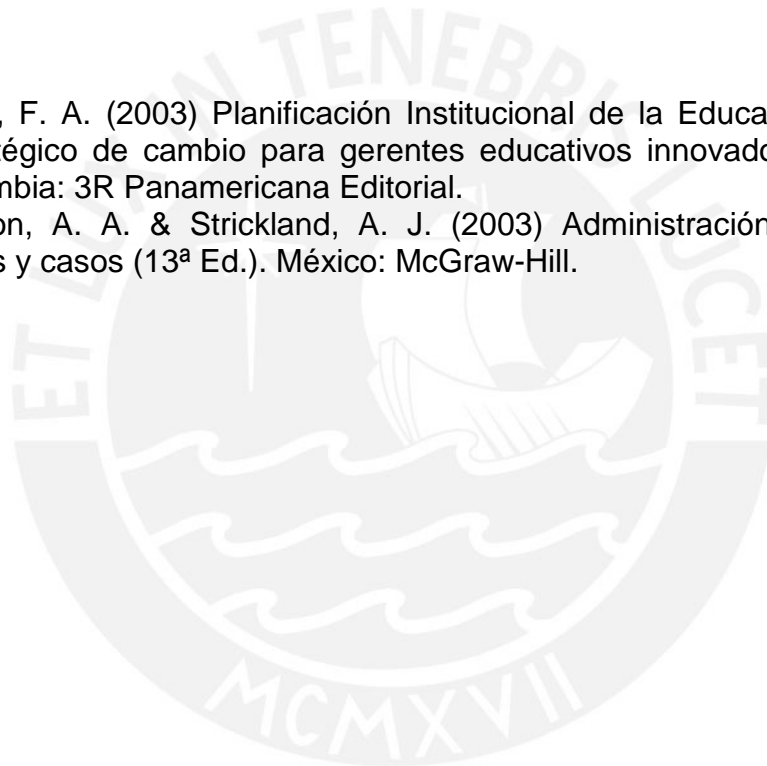 , F. A. (2003) Planificación Institucional de la Educa
tégico de cambio para gerentes educativos innovado
mbia: 3R Panamericana Editorial.
on, A. A. & Strickland, A. J. (2003) Administración
s y casos (13ª Ed.). México: McGraw-Hill.
ET LUX IN TENEBRIS LUCET
MCMXVII